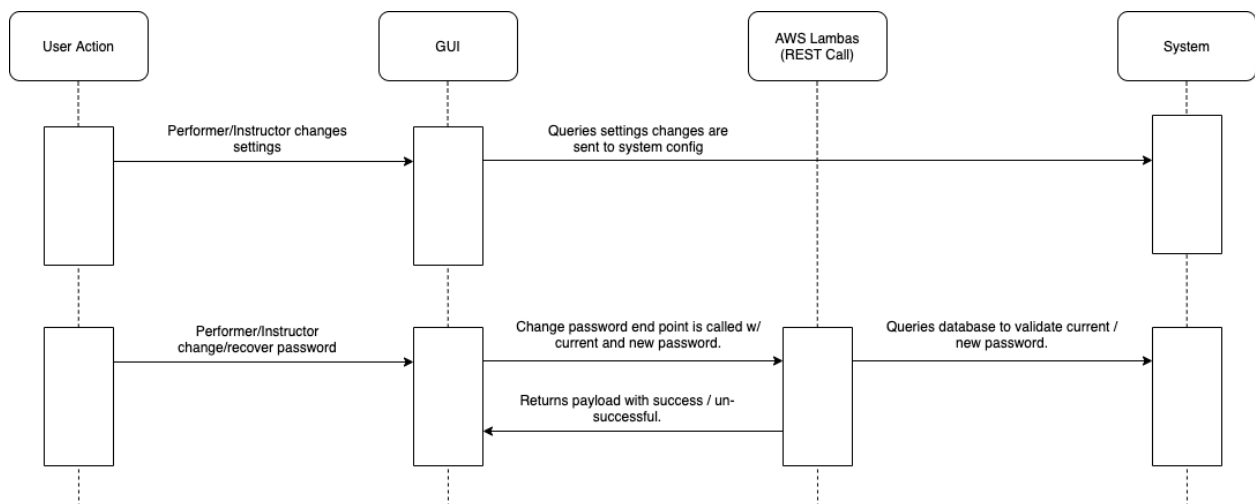 User Action
GUI
AWS Lambas
(REST Call)
System
Performer/Instructor changes
settings
Queries settings changes are
sent to system config
Performer/Instructor
change/recover password
Change password end point is called w/
current and new password.
Queries database to validate current /
new password.
Returns payload with success / un-
successful.